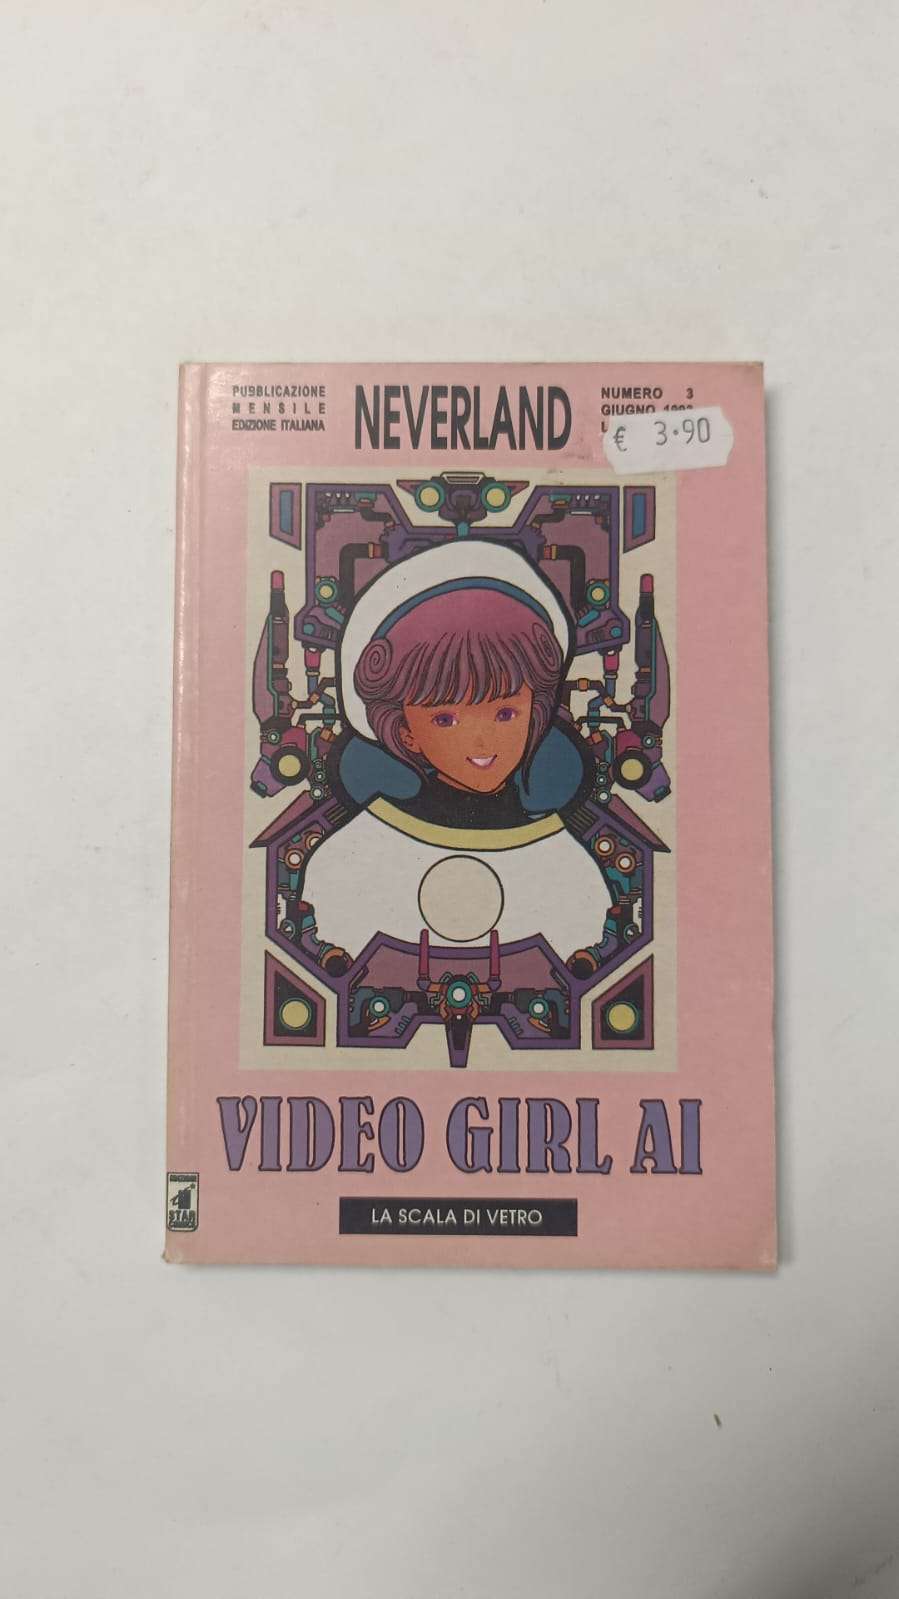 PUBBLICAZIONE
MENSILE
EDIZIONE ITALIANA
NEVERLAND
NUMERO 3
GIUGNO
€ 3.90
VIDEO GIRL AI
STAR
LA SCALA DI VETRO